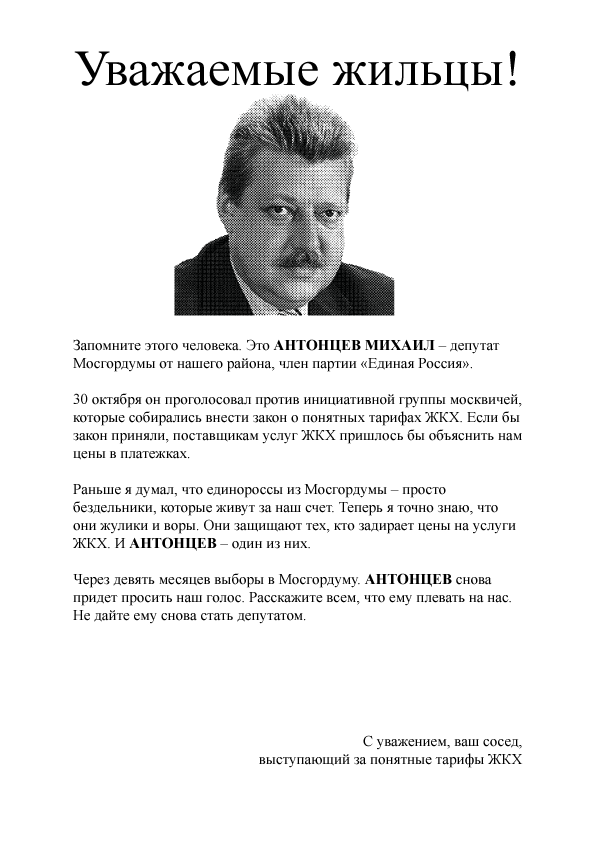 Уважаемые жильцы!
Запомните этого человека. Это АНТОНЦЕВ МИХАИЛ – депутат
Мосгордумы от нашего района, член партии «Единая Россия».
30 октября он проголосовал против инициативной группы москвичей,
которые собирались внести закон о понятных тарифах ЖКХ. Если бы
закон приняли, поставщикам услуг ЖКХ пришлось бы объяснить нам
цены в платежках.
Раньше я думал, что единороссы из Мосгордумы – просто
бездельники, которые живут за наш счет. Теперь я точно знаю, что
они жулики и воры. Они защищают тех, кто задирает цены на услуги
ЖКХ. И АНТОНЦЕВ – один из них.
Через девять месяцев выборы в Мосгордуму. АНТОНЦЕВ снова
придет просить наш голос. Расскажите всем, что ему плевать на нас.
Не дайте ему снова стать депутатом.
С уважением, ваш сосед,
выступающий за понятные тарифы ЖКХ